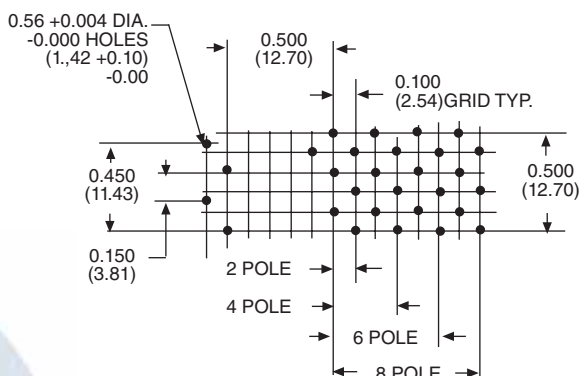 0.56 +0.004 DIA.
-0.000 HOLES
(1.,42 +0.10)
-0.00
0.500
(12.70)
0.100
(2.54)GRID TYP.
0.450
(11.43)
0.500
(12.70)
0.150
(3.81)
2 POLE
4 POLE
6 POLE
8 POLE